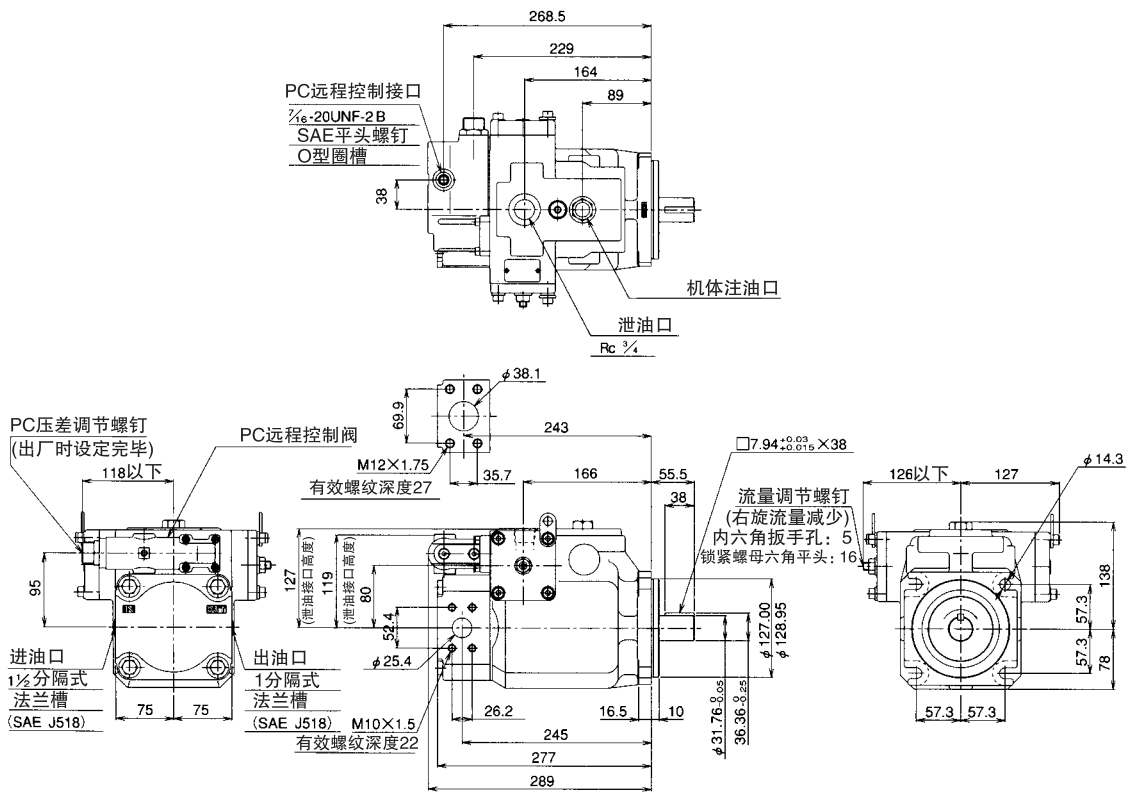 268.5
229
164
89
PC远程控制接口
7/16-20UNF-2B
SAE平头螺钉
O型圈槽
38
机体注油口
泄油口
Rc 3/4
φ38.1
69.9
243
M12×1.75
35.7
有效螺纹深度27
PC压差调节螺钉
(出厂时设定完毕)
PC远程控制阀
118以下
95
进油口
1½分隔式
法兰槽
(SAE J518)
75
75
出油口
1分隔式
法兰槽
(SAE J518)
166
55.5
38
□7.94 +0.03 +0.015 ×38
127
(泄油接口高度)
119
(泄油接口高度)
80
52.4
φ25.4
M10×1.5
有效螺纹深度22
26.2
16.5
10
245
277
289
φ31.76 -0.05
36.36 -0.25
φ127.00
φ128.95
流量调节螺钉
(右旋流量减少)
内六角扳手孔：5
锁紧螺母六角平头：16
126以下
127
φ14.3
138
57.3
57.3
78
57.3
57.3